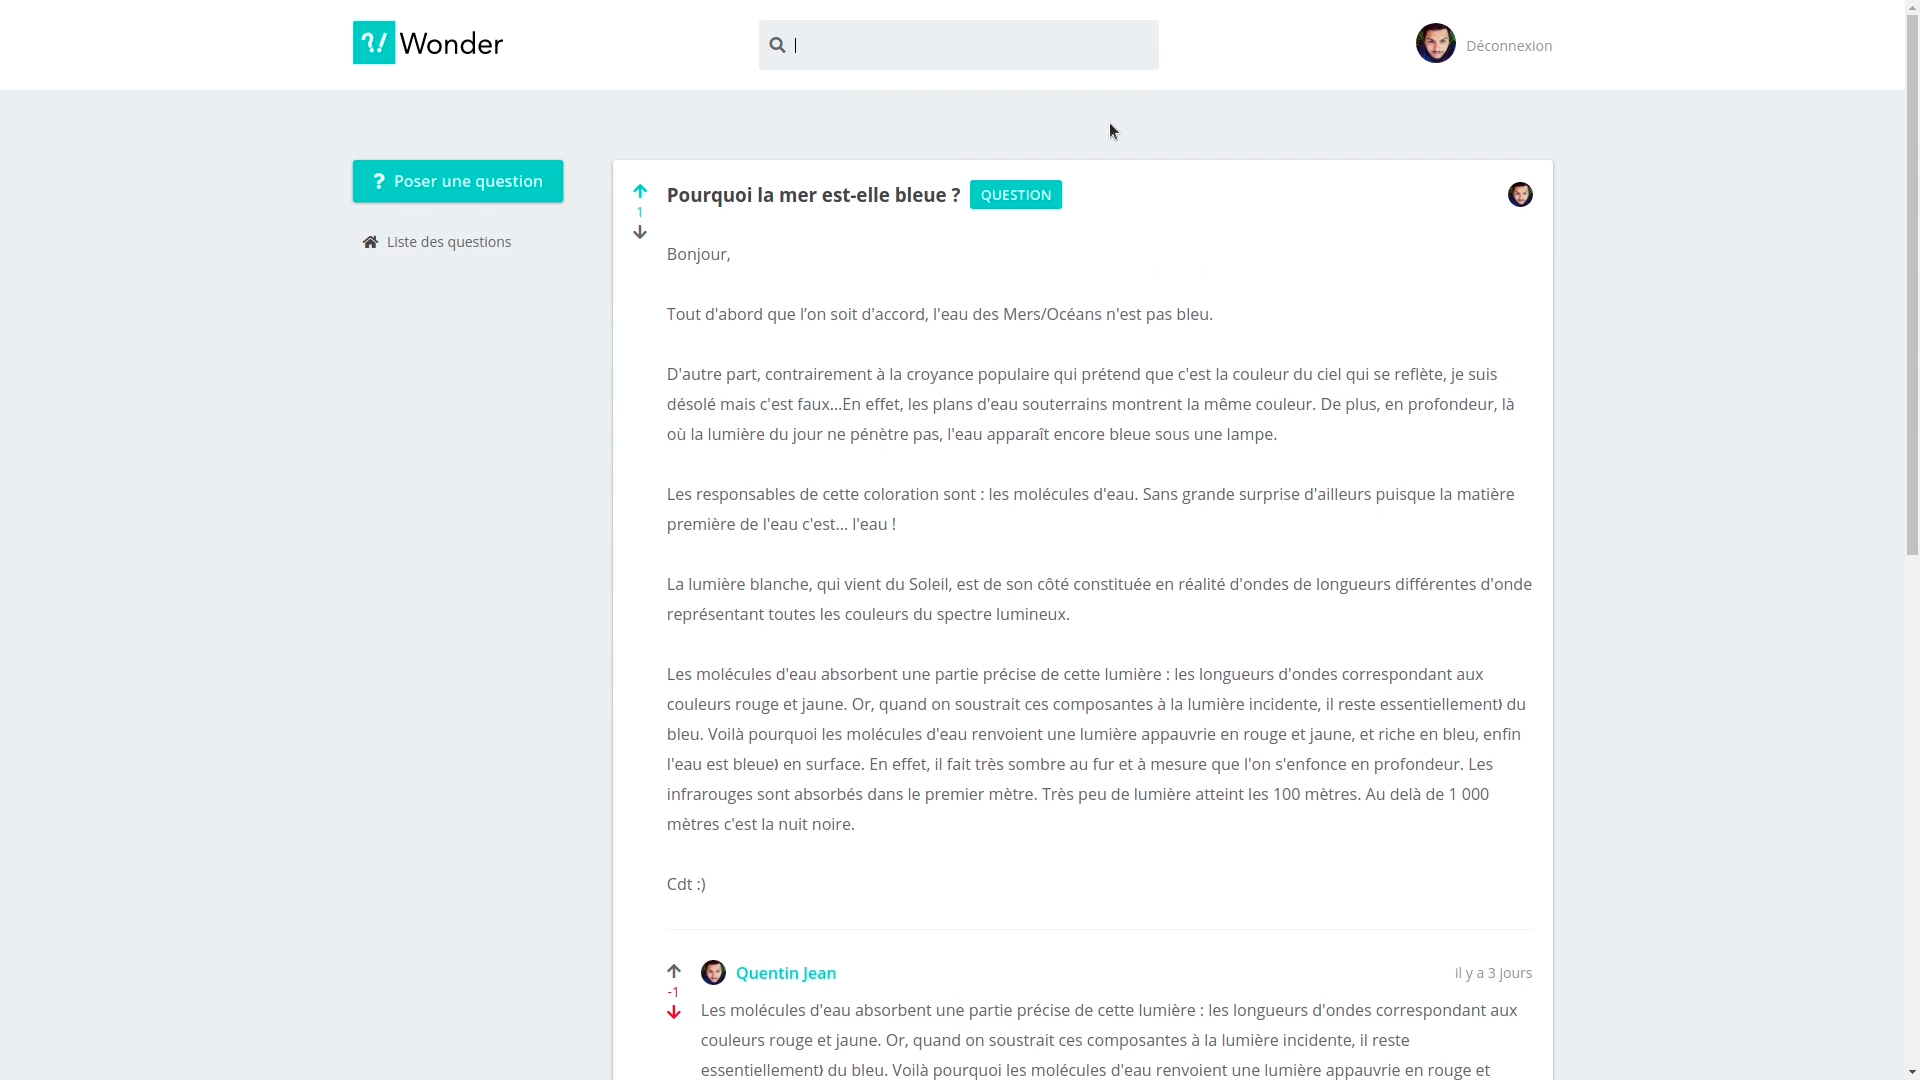 ?! Wonder
Déconnexion
Poser une question
Liste des questions
1
Pourquoi la mer est-elle bleue ? QUESTION
Bonjour,
Tout d'abord que l’on soit d'accord, l'eau des Mers/Océans n'est pas bleu.
D'autre part, contrairement à la croyance populaire qui prétend que c'est la couleur du ciel qui se reflète, je suis
désolé mais c'est faux...En effet, les plans d'eau souterrains montrent la même couleur. De plus, en profondeur, là
où la lumière du jour ne pénètre pas, l'eau apparaît encore bleue sous une lampe.
Les responsables de cette coloration sont : les molécules d'eau. Sans grande surprise d'ailleurs puisque la matière
première de l'eau c'est... l'eau !
La lumière blanche, qui vient du Soleil, est de son côté constituée en réalité d'ondes de longueurs différentes d'onde
représentant toutes les couleurs du spectre lumineux.
Les molécules d'eau absorbent une partie précise de cette lumière : les longueurs d'ondes correspondant aux
couleurs rouge et jaune. Or, quand on soustrait ces composantes à la lumière incidente, il reste essentiellement) du
bleu. Voilà pourquoi les molécules d'eau renvoient une lumière appauvrie en rouge et jaune, et riche en bleu, enfin
l'eau est bleue) en surface. En effet, il fait très sombre au fur et à mesure que l'on s'enfonce en profondeur. Les
infrarouges sont absorbés dans le premier mètre. Très peu de lumière atteint les 100 mètres. Au delà de 1 000
mètres c'est la nuit noire.
Cdt :)
-1
Quentin Jean
il y a 3 jours
Les molécules d'eau absorbent une partie précise de cette lumière : les longueurs d'ondes correspondant aux
couleurs rouge et jaune. Or, quand on soustrait ces composantes à la lumière incidente, il reste
essentiellement) du bleu. Voilà pourquoi les molécules d'eau renvoient une lumière appauvrie en rouge et